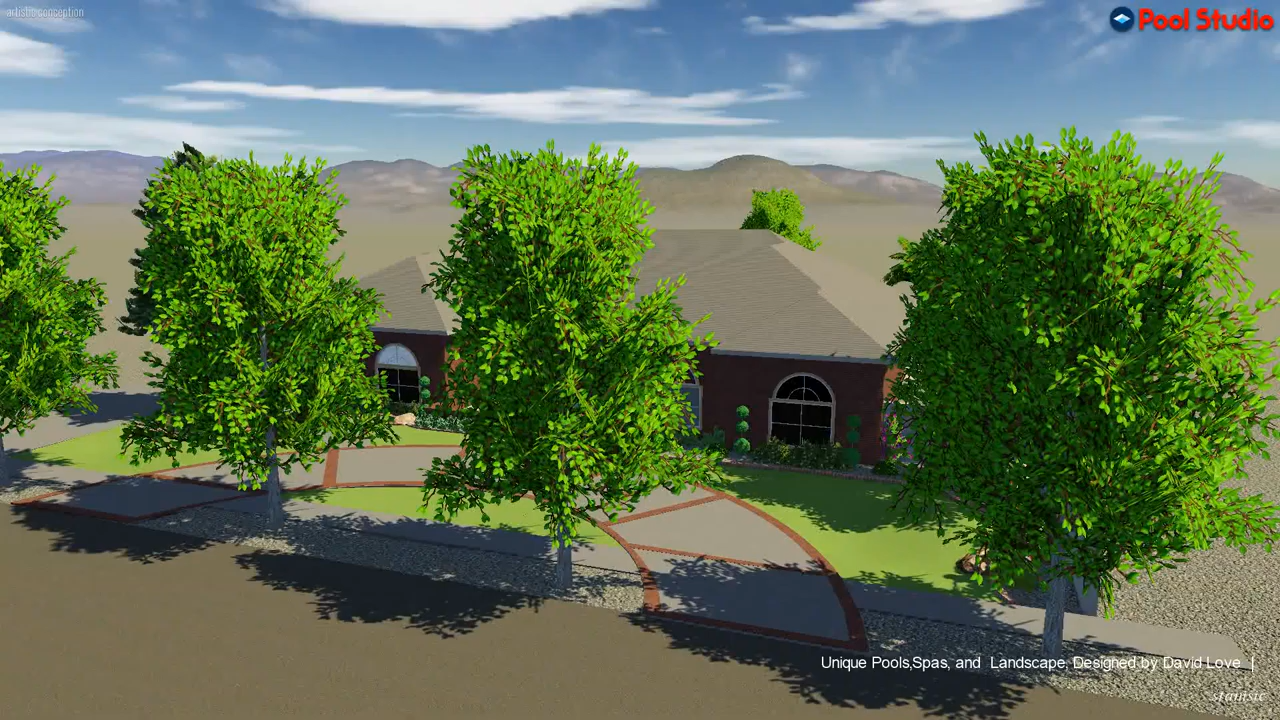 artistic conception
Pool Studio
Unique Pools,Spas, and  Landscape, Designed by David Love  |